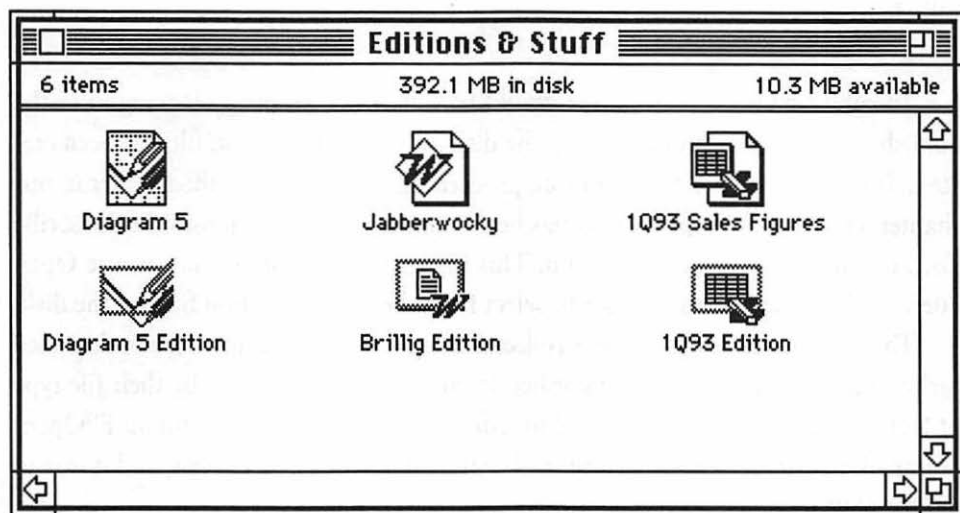 Editions & Stuff
6 items 392.1 MB in disk 10.3 MB available
Diagram 5 Jabberwocky 1Q93 Sales Figures
Diagram 5 Edition Brillig Edition 1Q93 Edition